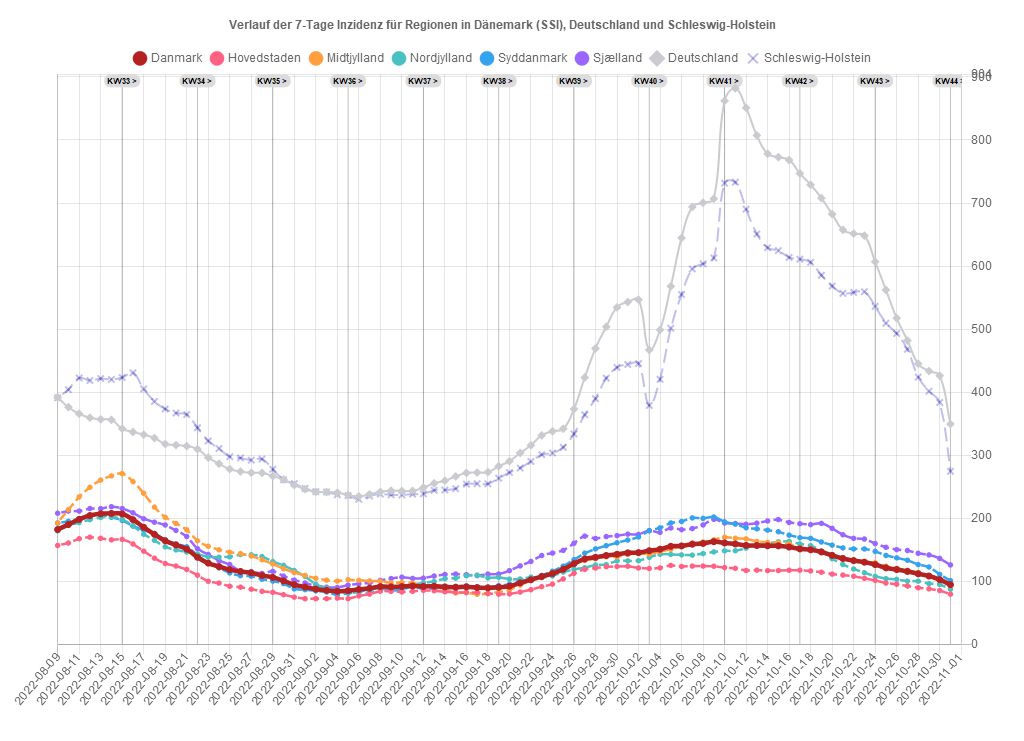 Verlauf der 7-Tage Inzidenz für Regionen in Dänemark (SSI), Deutschland und Schleswig-Holstein
Danmark Hovedstaden Midtjylland Nordjylland Syddanmark Sjælland Deutschland Schleswig-Holstein
KW33 > KW34 > KW35 > KW36 > KW37 > KW38 > KW39 > KW40 > KW41 > KW42 > KW43 > KW44 >
904
900
800
700
600
500
400
300
200
100
0
2022-08-09 2022-08-11 2022-08-13 2022-08-15 2022-08-17 2022-08-19 2022-08-21 2022-08-23 2022-08-25 2022-08-27 2022-08-29 2022-08-31 2022-09-02 2022-09-04 2022-09-06 2022-09-08 2022-09-10 2022-09-12 2022-09-14 2022-09-16 2022-09-18 2022-09-20 2022-09-22 2022-09-24 2022-09-26 2022-09-28 2022-09-30 2022-10-02 2022-10-04 2022-10-06 2022-10-08 2022-10-10 2022-10-12 2022-10-14 2022-10-16 2022-10-18 2022-10-20 2022-10-22 2022-10-24 2022-10-26 2022-10-28 2022-10-30 2022-11-01